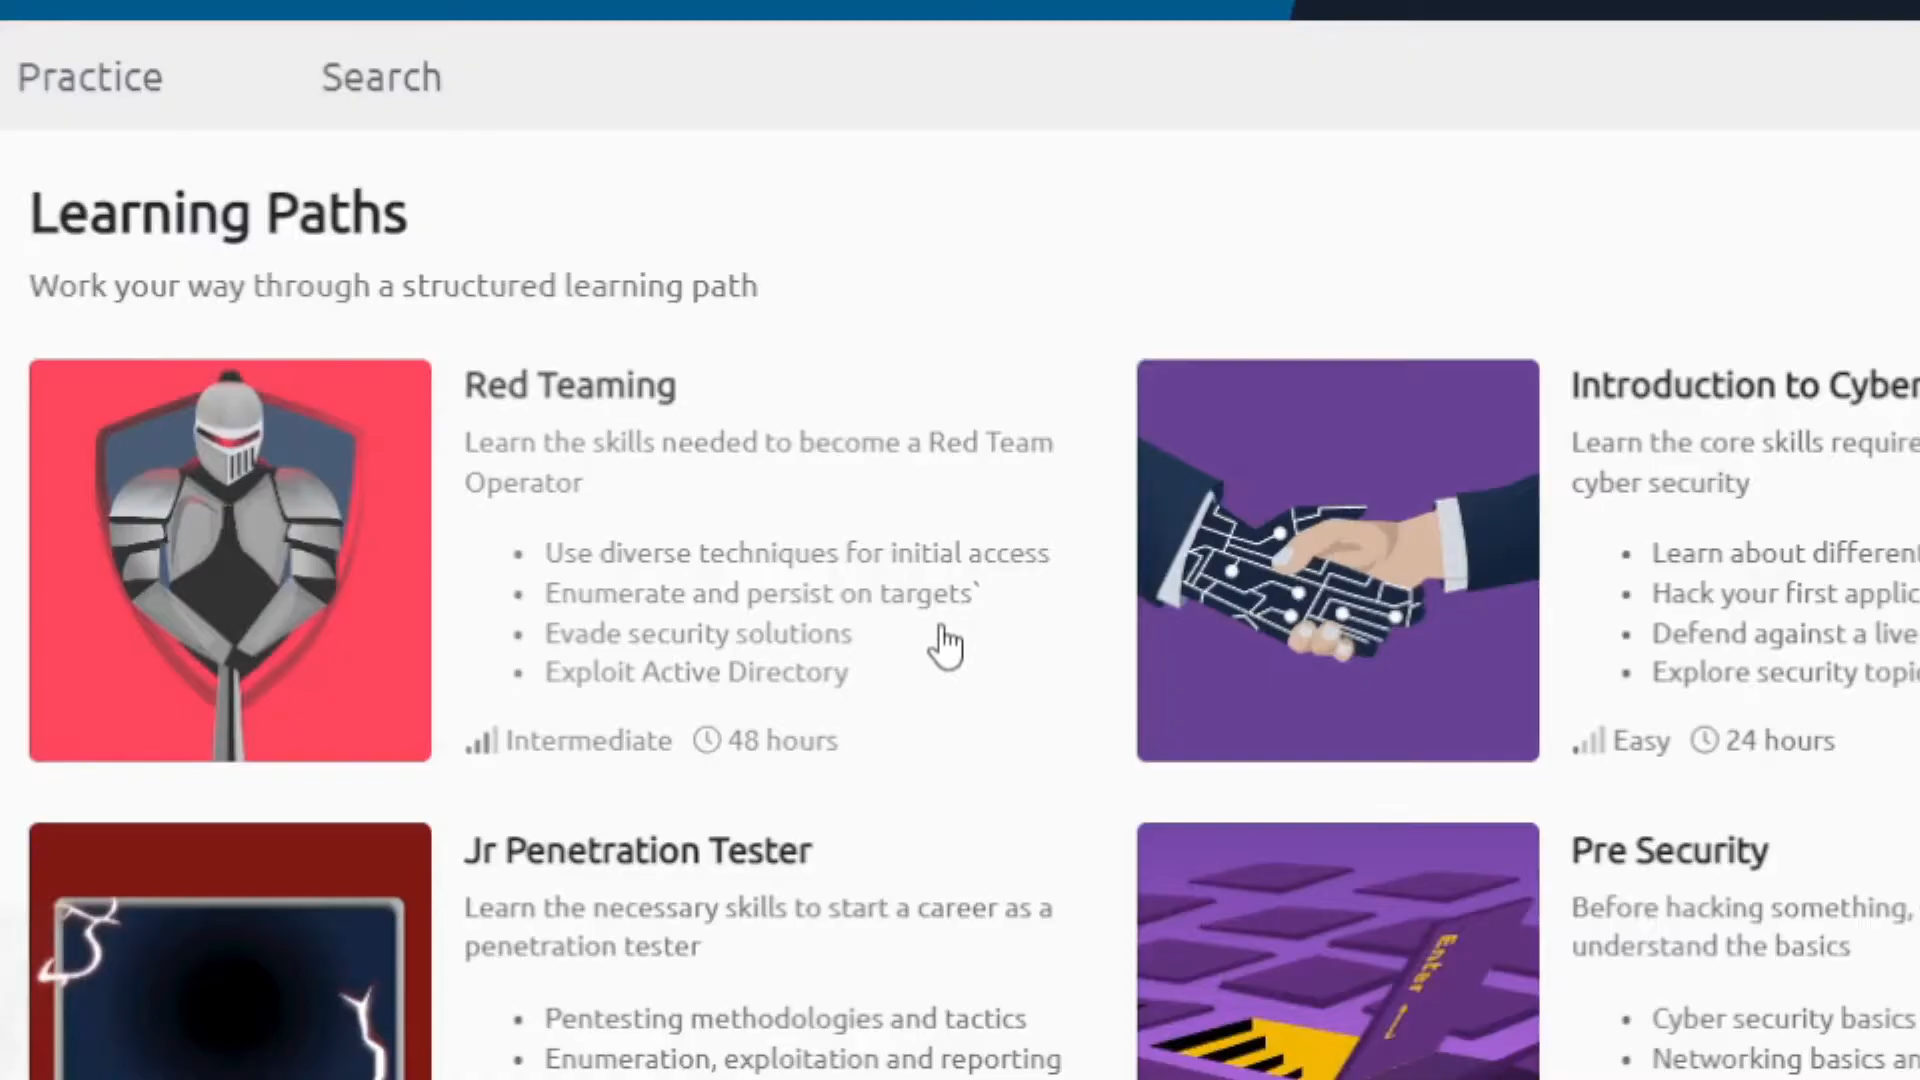 Practice
Search
Learning Paths
Work your way through a structured learning path
Red Teaming
Learn the skills needed to become a Red Team
Operator
• Use diverse techniques for initial access
• Enumerate and persist on targets`
• Evade security solutions
• Exploit Active Directory
Intermediate 48 hours
Introduction to Cyber
Learn the core skills require
cyber security
• Learn about different
• Hack your first applic
• Defend against a live
• Explore security topic
Easy 24 hours
Jr Penetration Tester
Learn the necessary skills to start a career as a
penetration tester
• Pentesting methodologies and tactics
• Enumeration, exploitation and reporting
Enter
Pre Security
Before hacking something,
understand the basics
• Cyber security basics
• Networking basics an